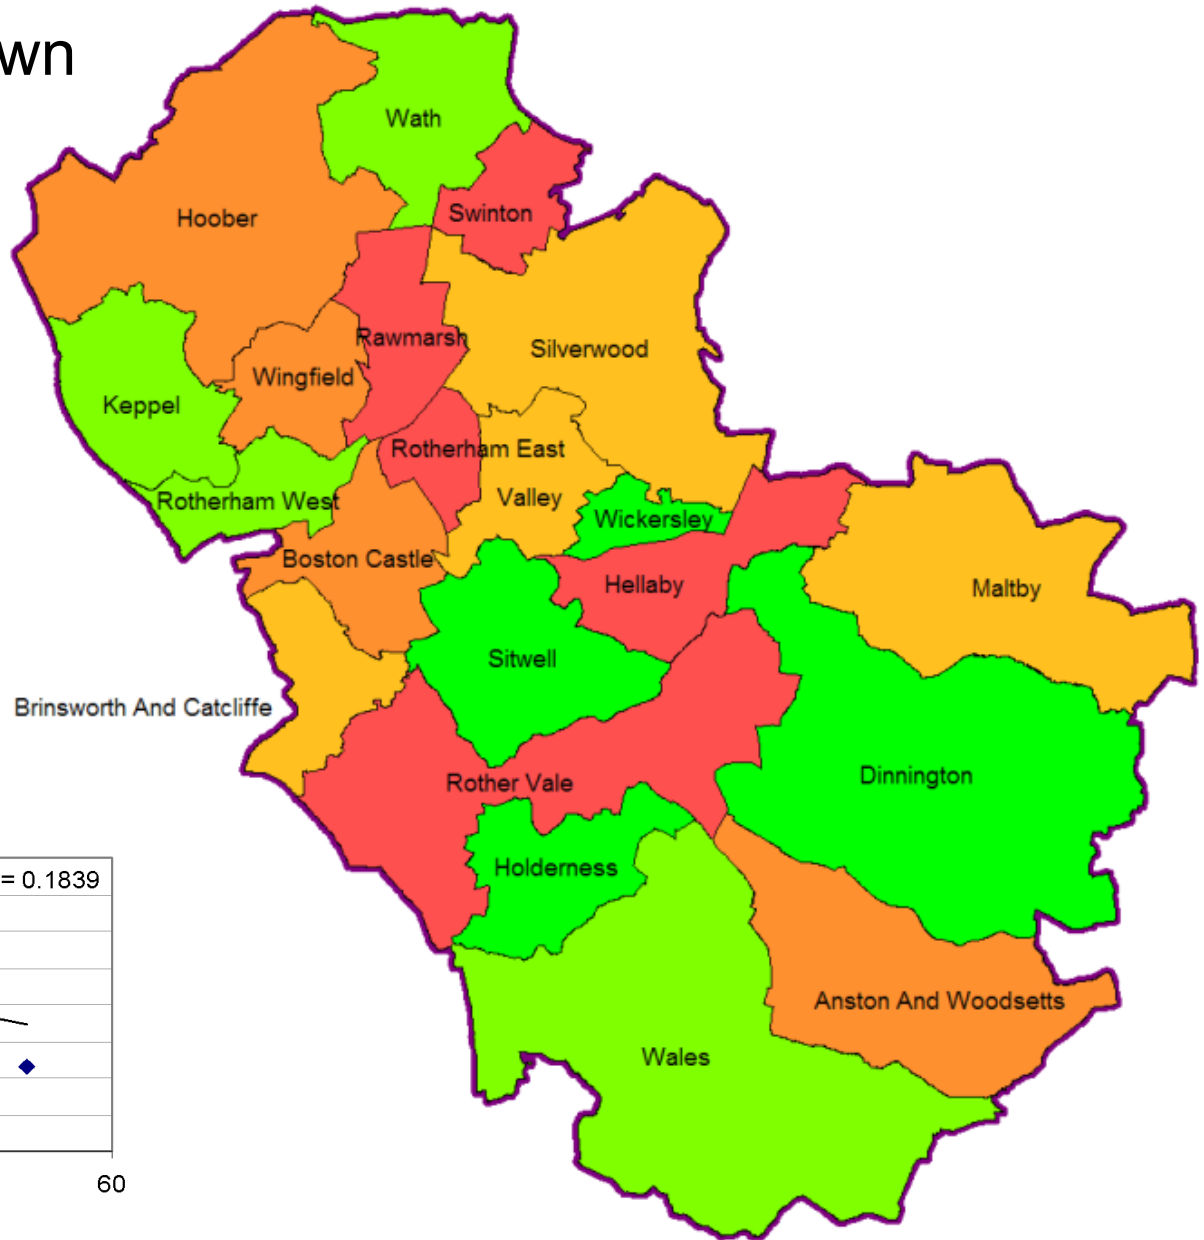 wn
Wath
Swinton
Hoober
Rawmarsh
Silverwood
Wingfield
Keppel
Rotherham East
Valley
Rotherham West
Wickersley
Boston Castle
Hellaby
Maltby
Sitwell
Brinsworth And Catcliffe
Rother Vale
Dinnington
Holderness
= 0.1839
Anston And Woodsetts
Wales
60